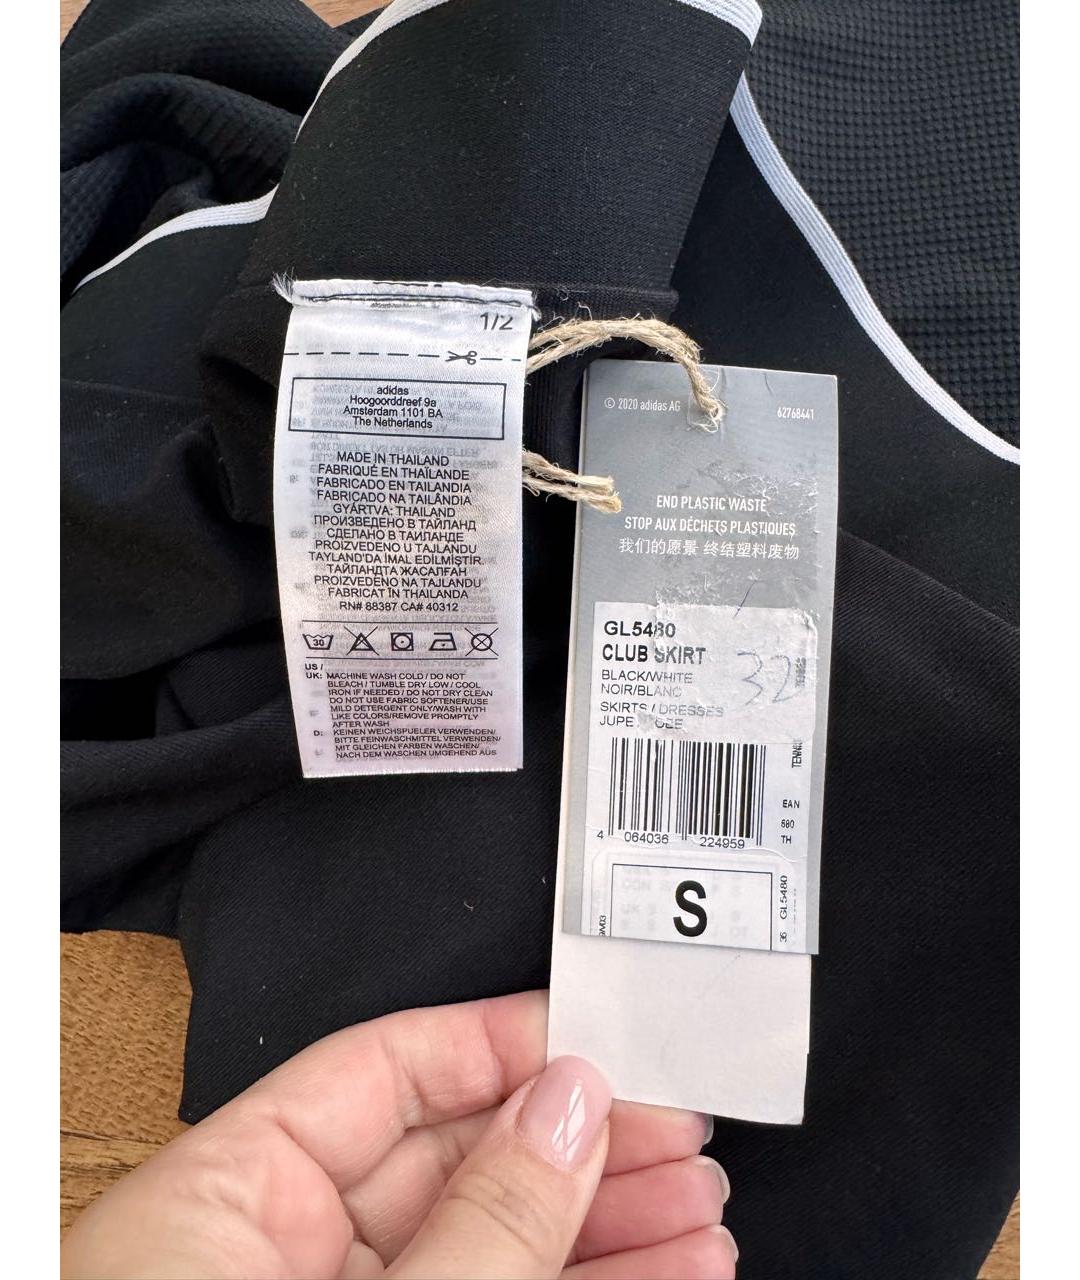 1/2
adidas
Hoogoorddreef 9a
Amsterdam 1101 BA
The Netherlands
MADE IN THAILAND
FABRIQUÉ EN THAÏLANDE
FABRICADO EN TAILANDIA
FABRICADO NA TAILÂNDIA
GYÁRTVA: THAILAND
ПРОИЗВЕДЕНО В ТАЙЛАНД
СДЕЛАНО В ТАИЛАНДЕ
PROIZVEDENO U TAJLANDU
TAYLAND'DA IMAL EDİLMİŞTİR.
ТАЙЛАНДТА ЖАСАЛҒАН
PROIZVEDENO NA TAJLANDU
FABRICAT ÎN THAILANDA
RN# 88387 CA# 40312
30
US /
UK: MACHINE WASH COLD / DO NOT
BLEACH / TUMBLE DRY LOW / COOL
IRON IF NEEDED / DO NOT DRY CLEAN
DO NOT USE FABRIC SOFTENER/USE
MILD DETERGENT ONLY/WASH WITH
LIKE COLORS/REMOVE PROMPTLY
AFTER WASH
D: KEINEN WEICHSPUELER VERWENDEN/
BITTE FEINWASCHMITTEL VERWENDEN/
MIT GLEICHEN FARBEN WASCHEN/
NACH DEM WASCHEN UMGEHEND AUS
© 2020 adidas AG
62768441
END PLASTIC WASTE
STOP AUX DÉCHETS PLASTIQUES
我们的愿景 终结塑料废物
GL5480
CLUB SKIRT
32
BLACK/WHITE
NOIR/BLANC
SKIRTS / DRESSES
JUPE
TENNIS
EAN
680
TH
4 064036 224959
S
36 GL5480